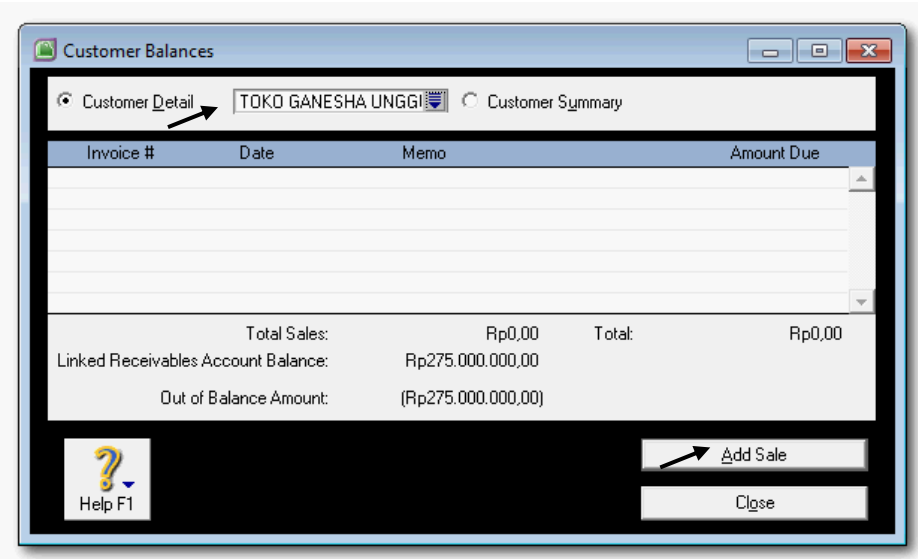 Customer Balances
Customer Detail TOKO GANESHA UNGGI Customer Summary
Invoice # Date Memo Amount Due
Total Sales: Rp0,00 Total: Rp0,00
Linked Receivables Account Balance: Rp275.000.000,00
Out of Balance Amount: (Rp275.000.000,00)
Add Sale
Help F1
Close